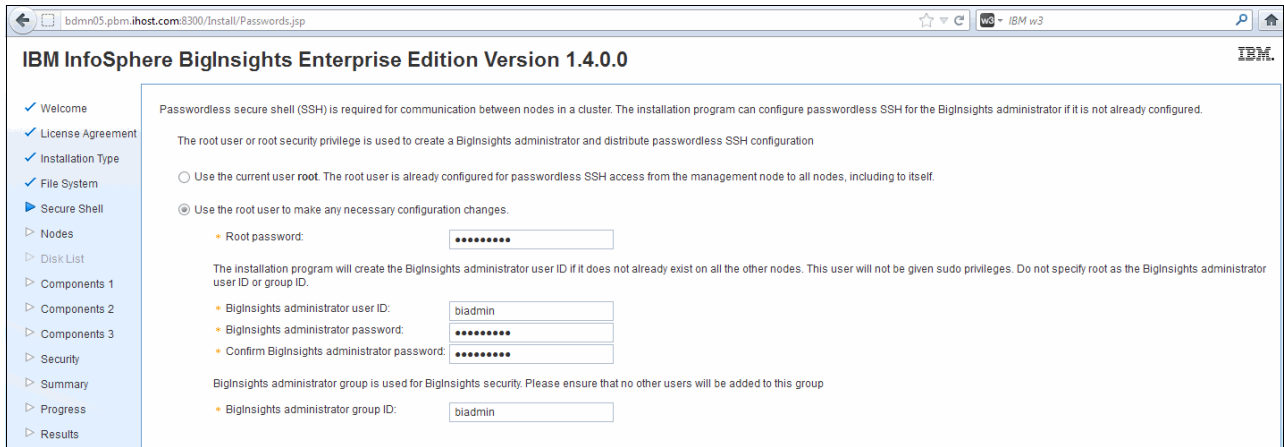 bdmn05.pbm.ihost.com:8300/Install/Passwords.jsp
w3 IBM w3
IBM InfoSphere BigInsights Enterprise Edition Version 1.4.0.0
IBM.
Welcome
License Agreement
Installation Type
File System
Secure Shell
Nodes
Disk List
Components 1
Components 2
Components 3
Security
Summary
Progress
Results
Passwordless secure shell (SSH) is required for communication between nodes in a cluster. The installation program can configure passwordless SSH for the BigInsights administrator if it is not already configured.
The root user or root security privilege is used to create a BigInsights administrator and distribute passwordless SSH configuration
Use the current user root. The root user is already configured for passwordless SSH access from the management node to all nodes, including to itself.
Use the root user to make any necessary configuration changes.
* Root password: •••••••••
The installation program will create the BigInsights administrator user ID if it does not already exist on all the other nodes. This user will not be given sudo privileges. Do not specify root as the BigInsights administrator
user ID or group ID.
* BigInsights administrator user ID: biadmin
* BigInsights administrator password: •••••••••
* Confirm BigInsights administrator password: •••••••••
BigInsights administrator group is used for BigInsights security. Please ensure that no other users will be added to this group
* BigInsights administrator group ID: biadmin